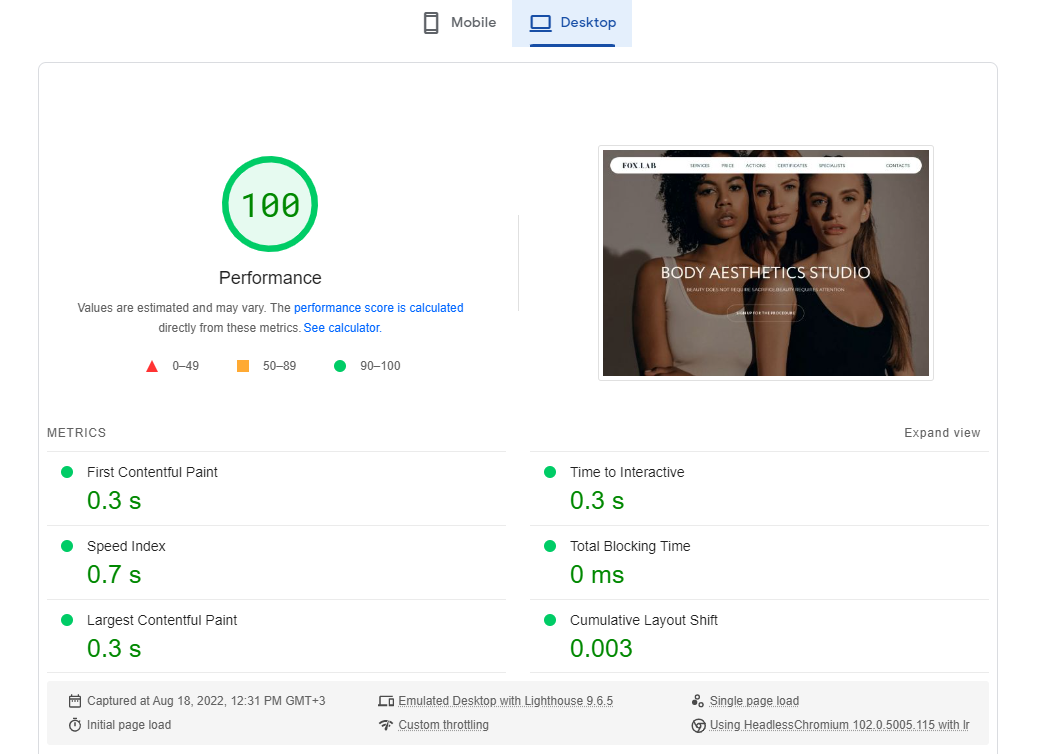 Mobile
Desktop
100
Performance
Values are estimated and may vary. The performance score is calculated
directly from these metrics. See calculator.
0–49
50–89
90–100
FOX.LAB SERVICES PRICE ACTIONS CERTIFICATES SPECIALISTS CONTACTS
BODY AESTHETICS STUDIO
BEAUTY DOES NOT REQUIRE SACRIFICE, BEAUTY REQUIRES ATTENTION
SIGN UP FOR THE PROCEDURE
METRICS
Expand view
First Contentful Paint
0.3 s
Time to Interactive
0.3 s
Speed Index
0.7 s
Total Blocking Time
0 ms
Largest Contentful Paint
0.3 s
Cumulative Layout Shift
0.003
Captured at Aug 18, 2022, 12:31 PM GMT+3
Emulated Desktop with Lighthouse 9.6.5
Single page load
Initial page load
Custom throttling
Using HeadlessChromium 102.0.5005.115 with lr